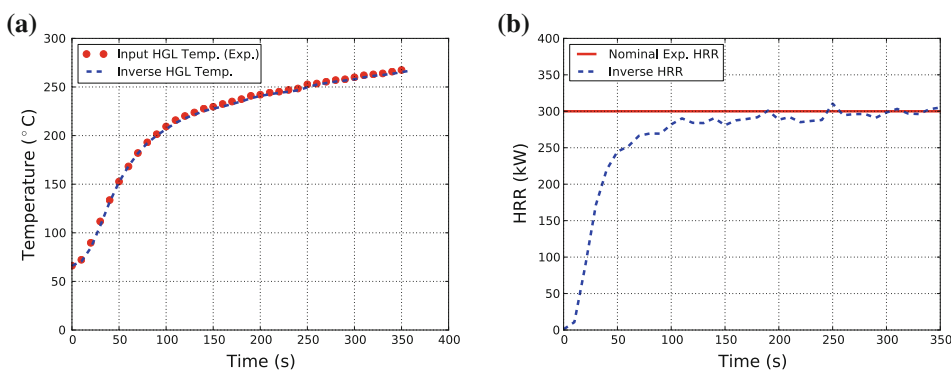 (a)
300
250
200
150
100
50
0
Temperature (°C)
Input HGL Temp. (Exp.)
Inverse HGL Temp.
0 50 100 150 200 250 300 350 400
Time (s)
(b)
400
350
300
250
200
150
100
50
0
HRR (kW)
Nominal Exp. HRR
Inverse HRR
0 50 100 150 200 250 300 350
Time (s)